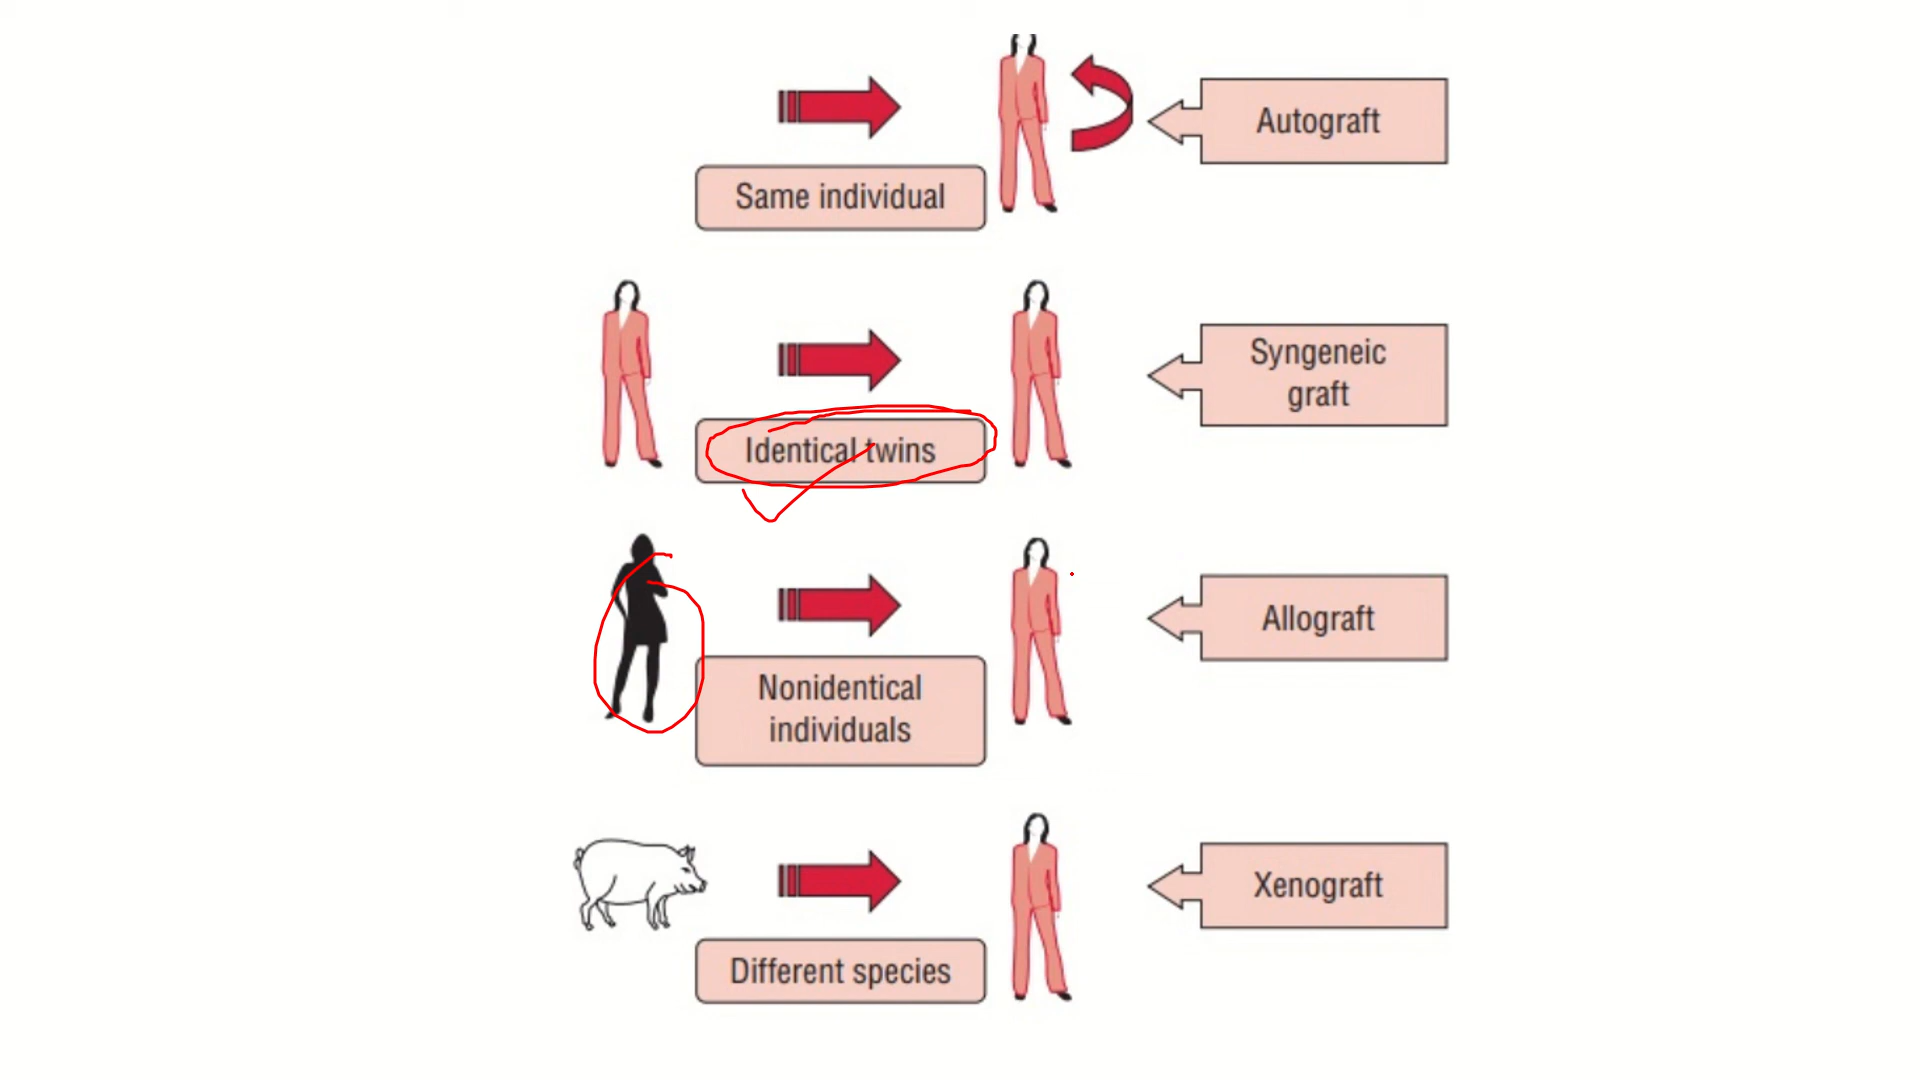 Autograft
Same individual
Syngeneic
graft
Identical twins
Allograft
Nonidentical
individuals
Xenograft
Different species